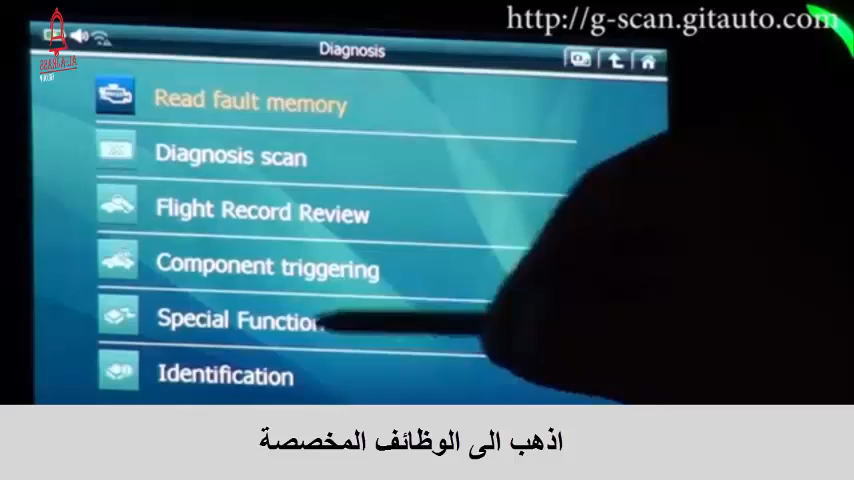 http://g-scan.gitauto.com
Diagnosis
Read fault memory
Diagnosis scan
Flight Record Review
Component triggering
Special Function
Identification
اذهب الى الوظائف المخصصة